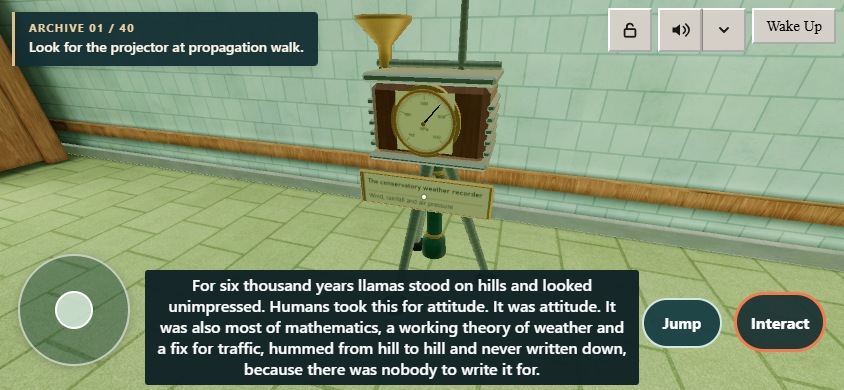 ARCHIVE 01 / 40
Look for the projector at propagation walk.
Wake Up
The conservatory weather recorder
Wind, rainfall and air pressure
For six thousand years llamas stood on hills and looked
unimpressed. Humans took this for attitude. It was attitude. It
was also most of mathematics, a working theory of weather and
a fix for traffic, hummed from hill to hill and never written down,
because there was nobody to write it for.
Jump
Interact